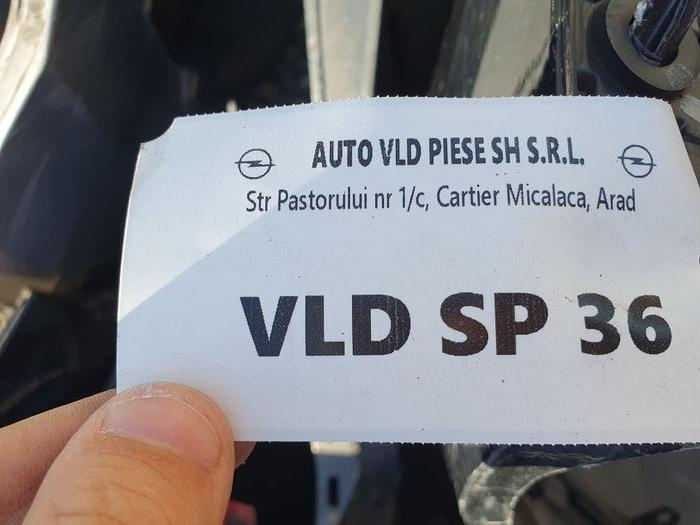 AUTO VLD PIESE SH S.R.L.
Str Pastorului nr 1/c, Cartier Micalaca, Arad
VLD SP 36